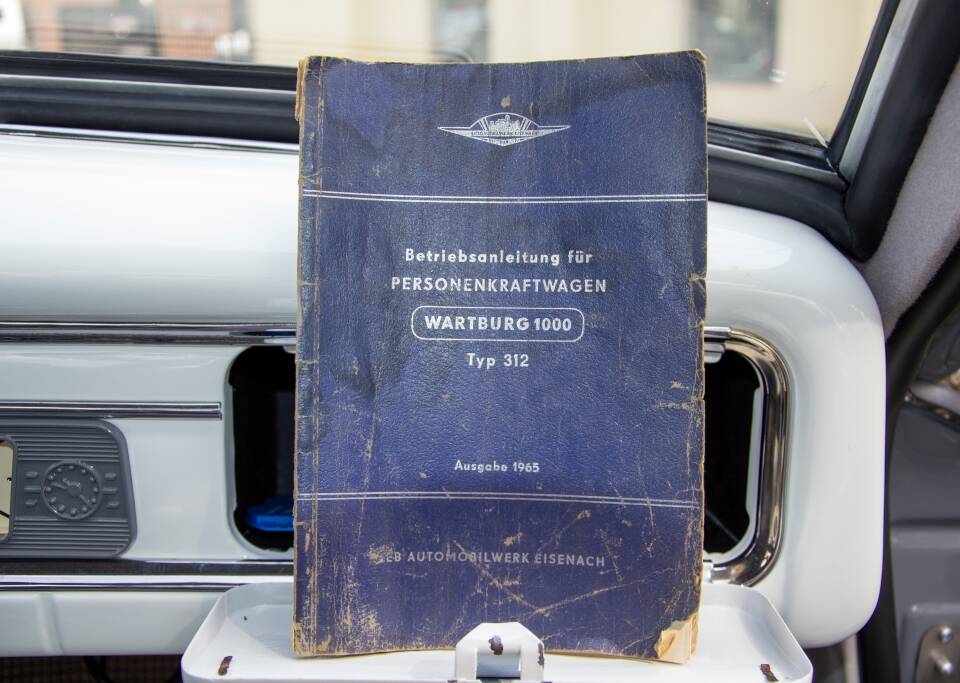 Betriebsanleitung für
PERSONENKRAFTWAGEN
WARTBURG 1000
Typ 312
Ausgabe 1965
VEB AUTOMOBILWERK EISENACH